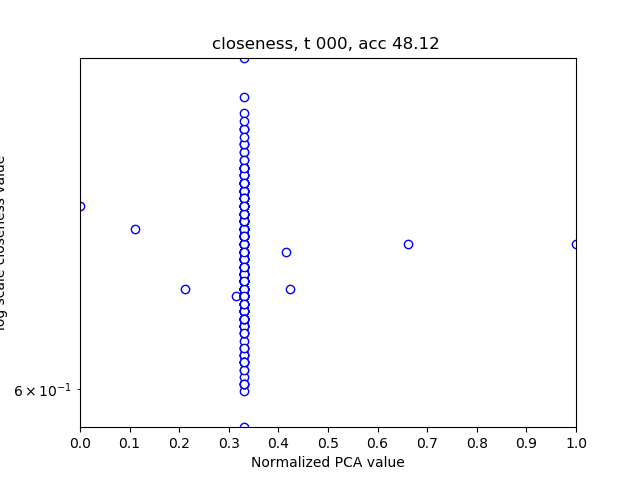 closeness, t 000, acc 48.12
log scale closeness value
6 × 10⁻¹
0.0 0.1 0.2 0.3 0.4 0.5 0.6 0.7 0.8 0.9 1.0
Normalized PCA value